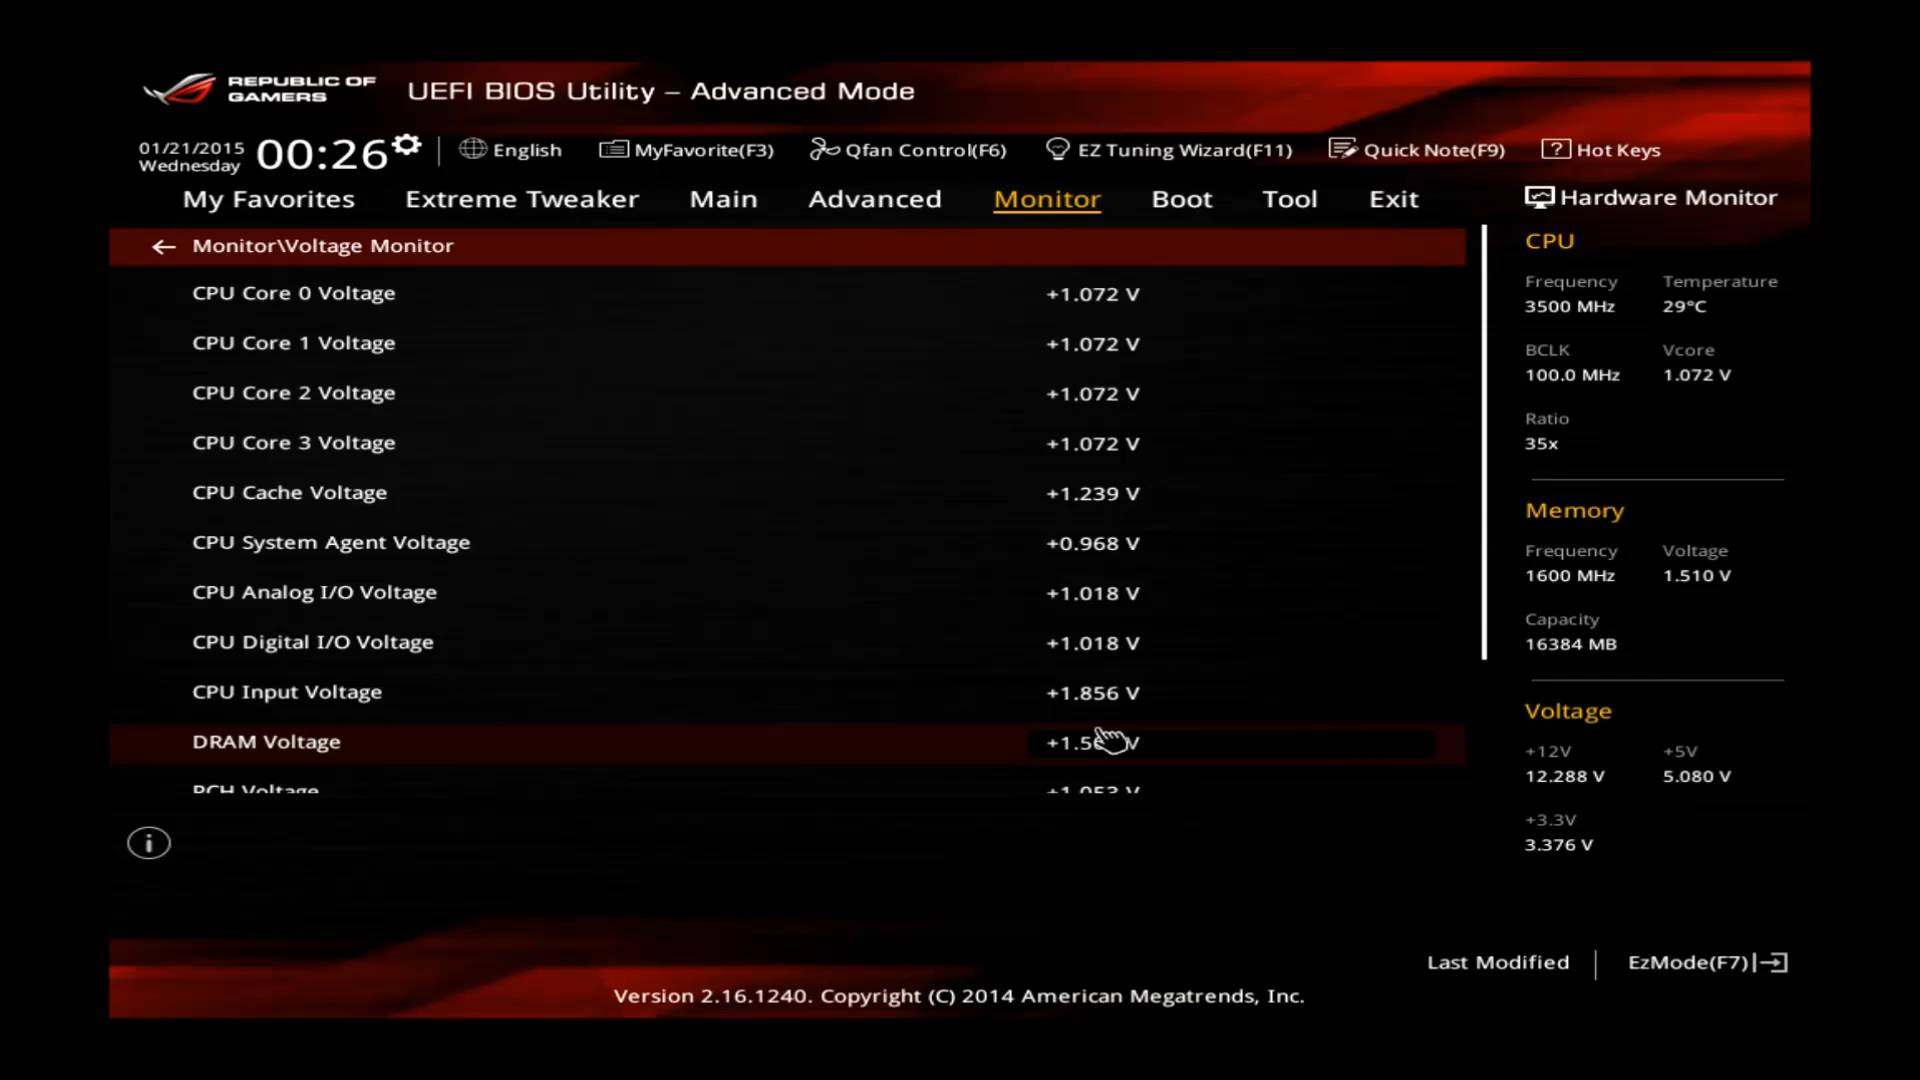 REPUBLIC OF
GAMERS
UEFI BIOS Utility – Advanced Mode
01/21/2015
Wednesday
00:26
English
MyFavorite(F3)
Qfan Control(F6)
EZ Tuning Wizard(F11)
Quick Note(F9)
? Hot Keys
My Favorites
Extreme Tweaker
Main
Advanced
Monitor
Boot
Tool
Exit
Monitor\Voltage Monitor
CPU Core 0 Voltage +1.072 V
CPU Core 1 Voltage +1.072 V
CPU Core 2 Voltage +1.072 V
CPU Core 3 Voltage +1.072 V
CPU Cache Voltage +1.239 V
CPU System Agent Voltage +0.968 V
CPU Analog I/O Voltage +1.018 V
CPU Digital I/O Voltage +1.018 V
CPU Input Voltage +1.856 V
DRAM Voltage V
PCH Voltage +1.053 V
Hardware Monitor
CPU
Frequency Temperature
3500 MHz 29°C
BCLK Vcore
100.0 MHz 1.072 V
Ratio
35x
Memory
Frequency Voltage
1600 MHz 1.510 V
Capacity
16384 MB
Voltage
+12V +5V
12.288 V 5.080 V
+3.3V
3.376 V
i
Last Modified
EzMode(F7)
Version 2.16.1240. Copyright (C) 2014 American Megatrends, Inc.